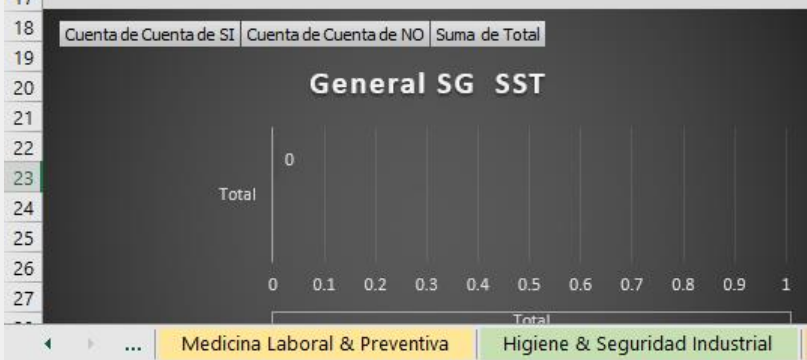 17
18
Cuenta de Cuenta de SI Cuenta de Cuenta de NO Suma de Total
19
20
General SG SST
21
22
0
23
Total
24
25
26
27
0 0.1 0.2 0.3 0.4 0.5 0.6 0.7 0.8 0.9 1
Total
... Medicina Laboral & Preventiva Higiene & Seguridad Industrial